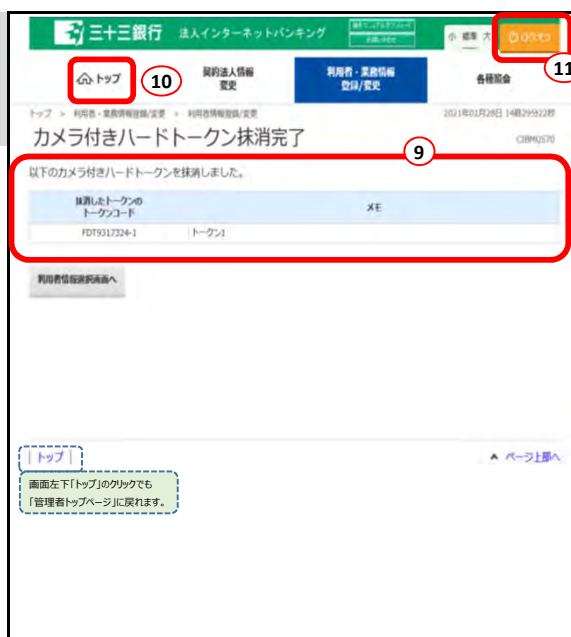 三十三銀行 法人インターネットバンキング
小 標準 大
ログオフ
11
トップ
10
契約法人情報
変更
利用者・業務情報
登録/変更
各種照会
トップ > 利用者・業務情報登録/変更 > 利用者情報登録/変更
2021年01月28日 14時29分22秒
カメラ付きハードトークン抹消完了
9
以下のカメラ付きハードトークンを抹消しました。
抹消したトークンの
トークンコード
メモ
FDT9317324-1
トークン1
利用者情報選択画面へ
| トップ |
ページ上部へ
画面左下「トップ」のクリックでも
「管理者トップページ」に戻れます。